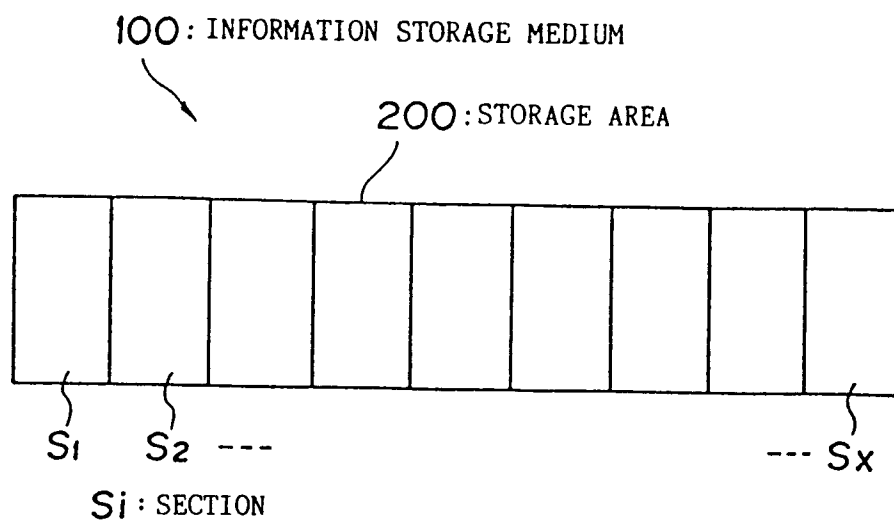 100: INFORMATION STORAGE MEDIUM
200: STORAGE AREA
S1 S2 ---- --- Sx
Si: SECTION